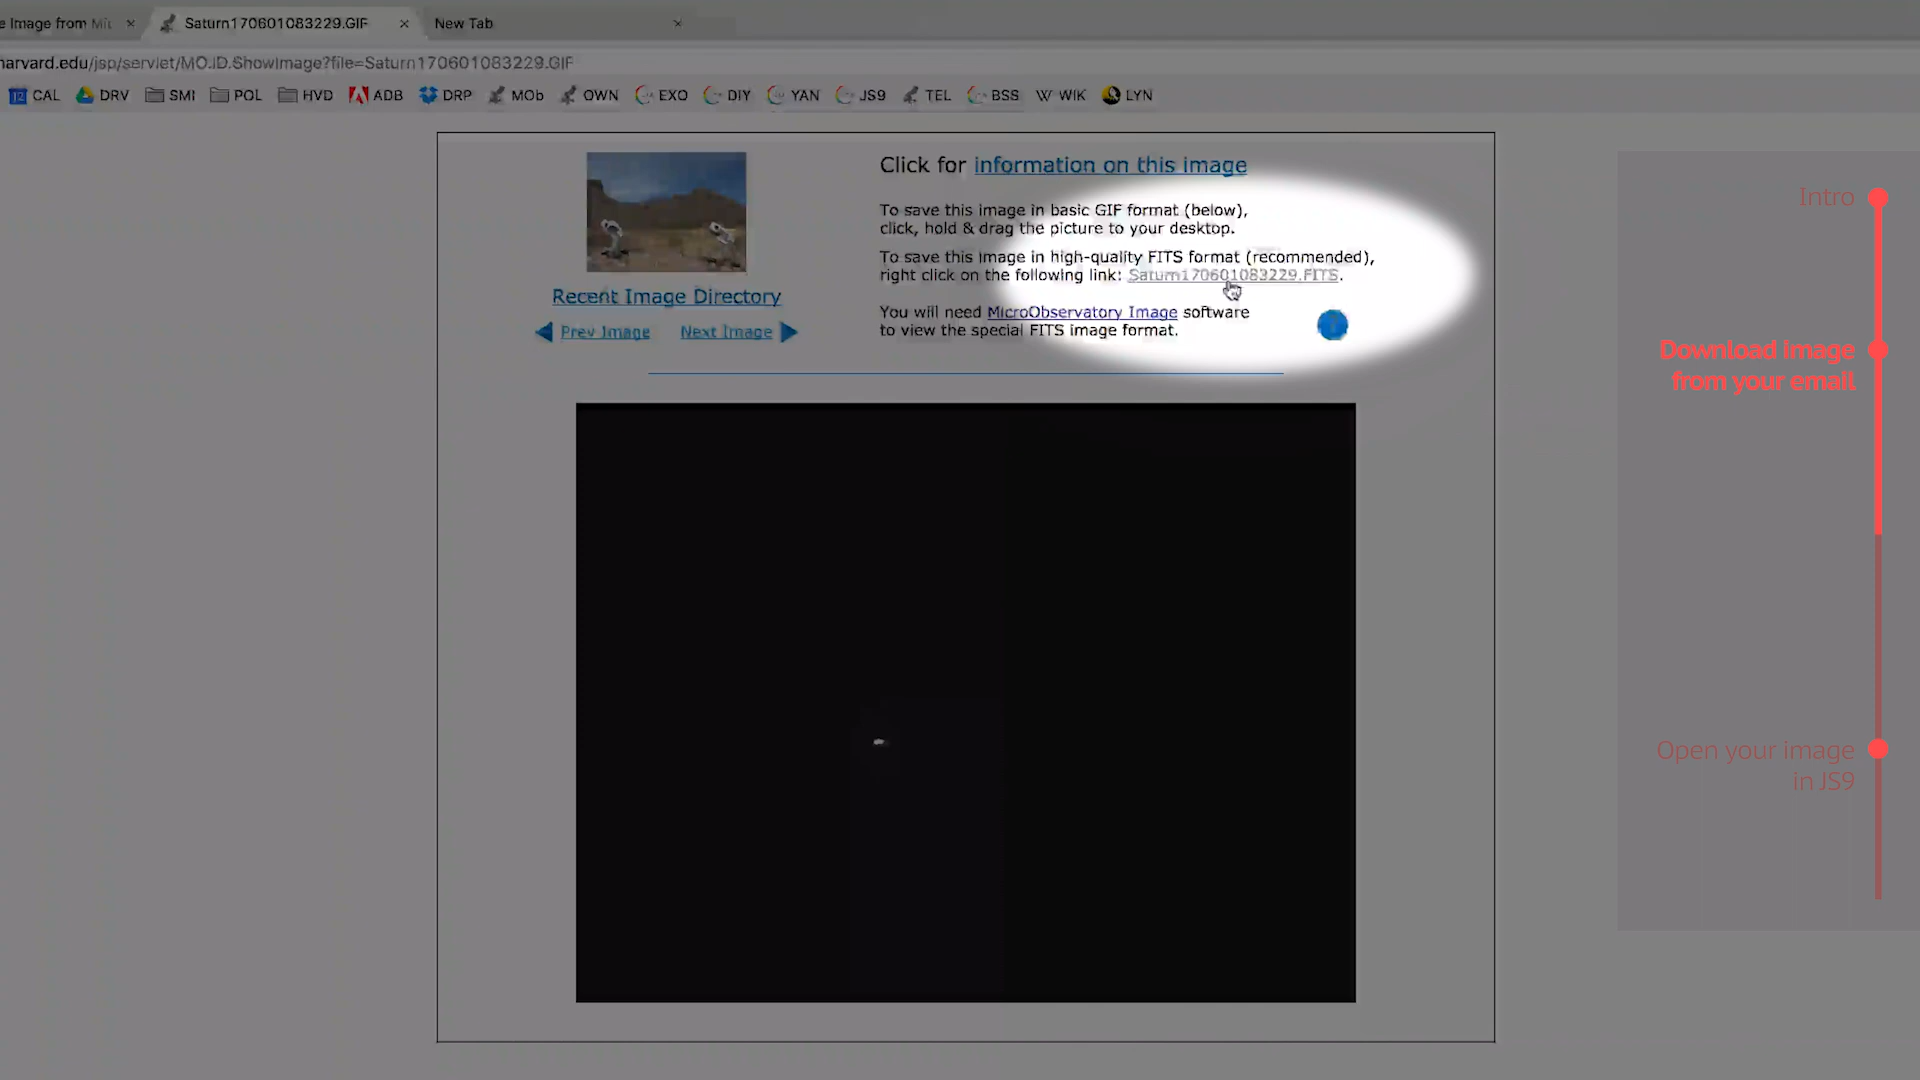 e Image from Mic
Saturn170601083229.GIF
New Tab
harvard.edu/jsp/servlet/MO.ID.ShowImage?file=Saturn170601083229.GIF
12 CAL DRV SMI POL HVD ADB DRP MOb OWN EXO DIY YAN JS9 TEL BSS W WIK LYN
Click for information on this image
To save this image in basic GIF format (below),
click, hold & drag the picture to your desktop.
To save this image in high-quality FITS format (recommended),
right click on the following link: Saturn170601083229.FITS.
You will need MicroObservatory Image software
to view the special FITS image format.
Recent Image Directory
Prev Image Next Image
Intro
Download image
from your email
Open your image
in JS9